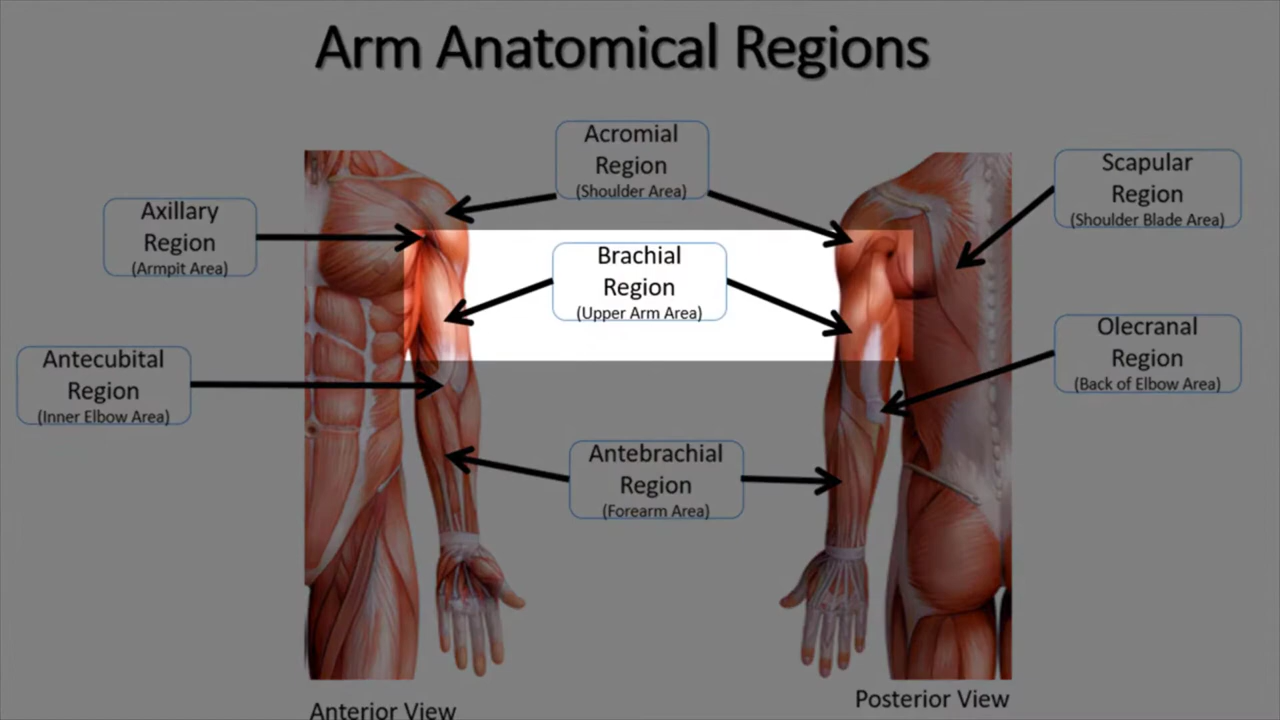 Arm Anatomical Regions
Acromial
Region
(Shoulder Area)
Scapular
Region
(Shoulder Blade Area)
Axillary
Region
(Armpit Area)
Brachial
Region
(Upper Arm Area)
Olecranal
Region
(Back of Elbow Area)
Antecubital
Region
(Inner Elbow Area)
Antebrachial
Region
(Forearm Area)
Anterior View
Posterior View